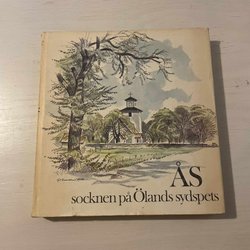 ÅS
socknen på Ölands sydspets